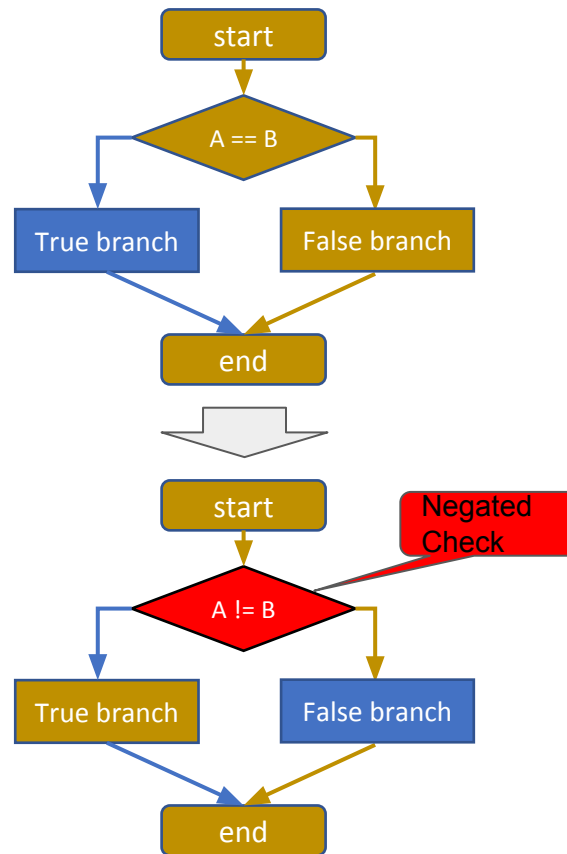 start
A == B
True branch
False branch
end
start
Negated
Check
A != B
True branch
False branch
end